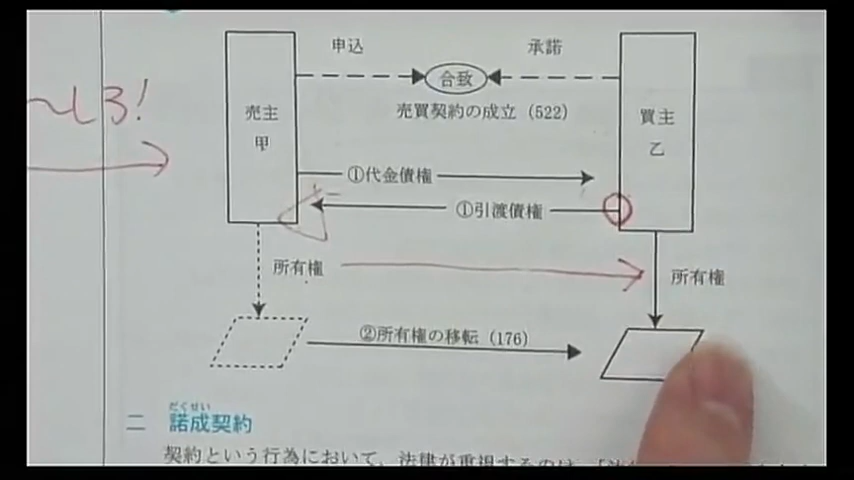 申込
承諾
合致
売買契約の成立(522)
売主
甲
買主
乙
①代金債権
①引渡債権
所有権
所有権
②所有権の移転(176)
~しろ!
二 諾成契約
だくせい
契約という行為において、法律が重視するのは、「